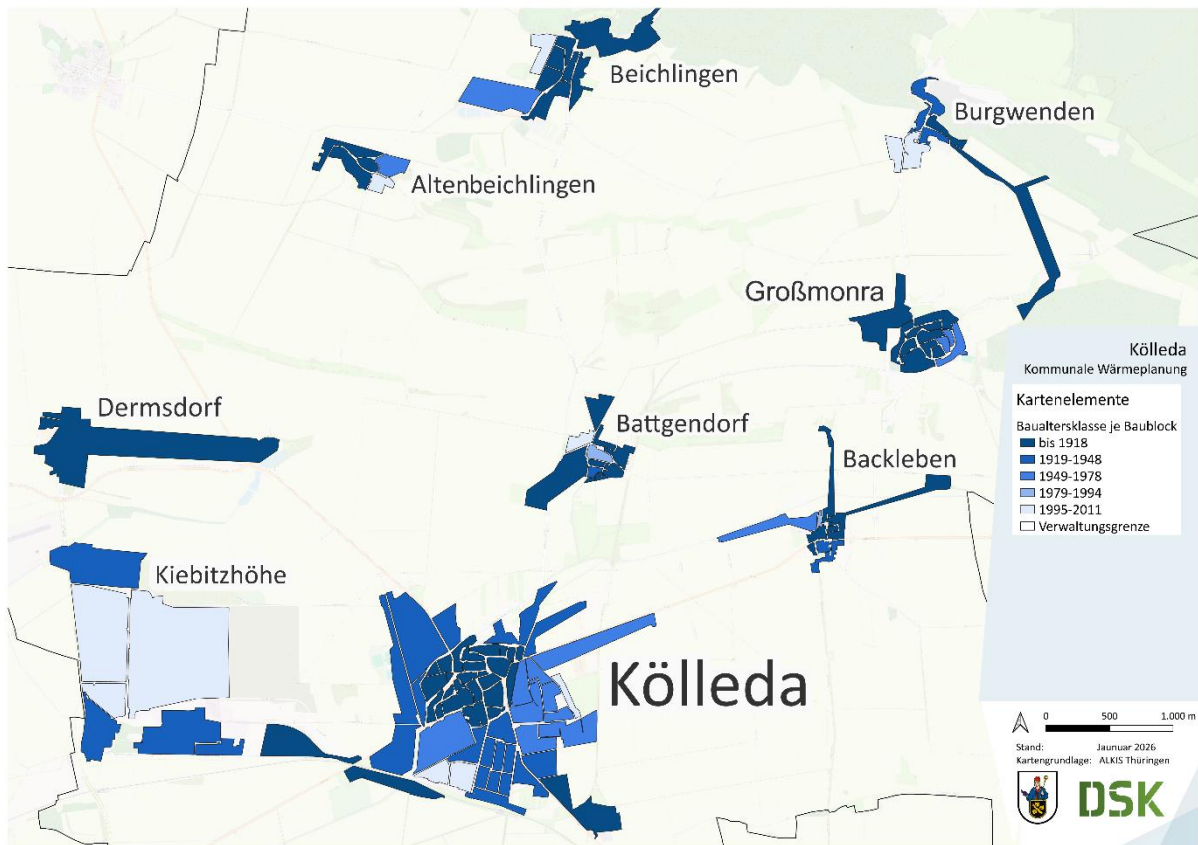 Beichlingen
Burgwenden
Altenbeichlingen
Großmonra
Kölleda
Kommunale Wärmeplanung
Kartenelemente
Baualtersklasse je Baublock
bis 1918
1919-1948
1949-1978
1979-1994
1995-2011
Verwaltungsgrenze
Dermsdorf
Battgendorf
Backleben
Kiebitzhöhe
Kölleda
0 500 1.000 m
Stand: Jaunuar 2026
Kartengrundlage: ALKIS Thüringen
DSK